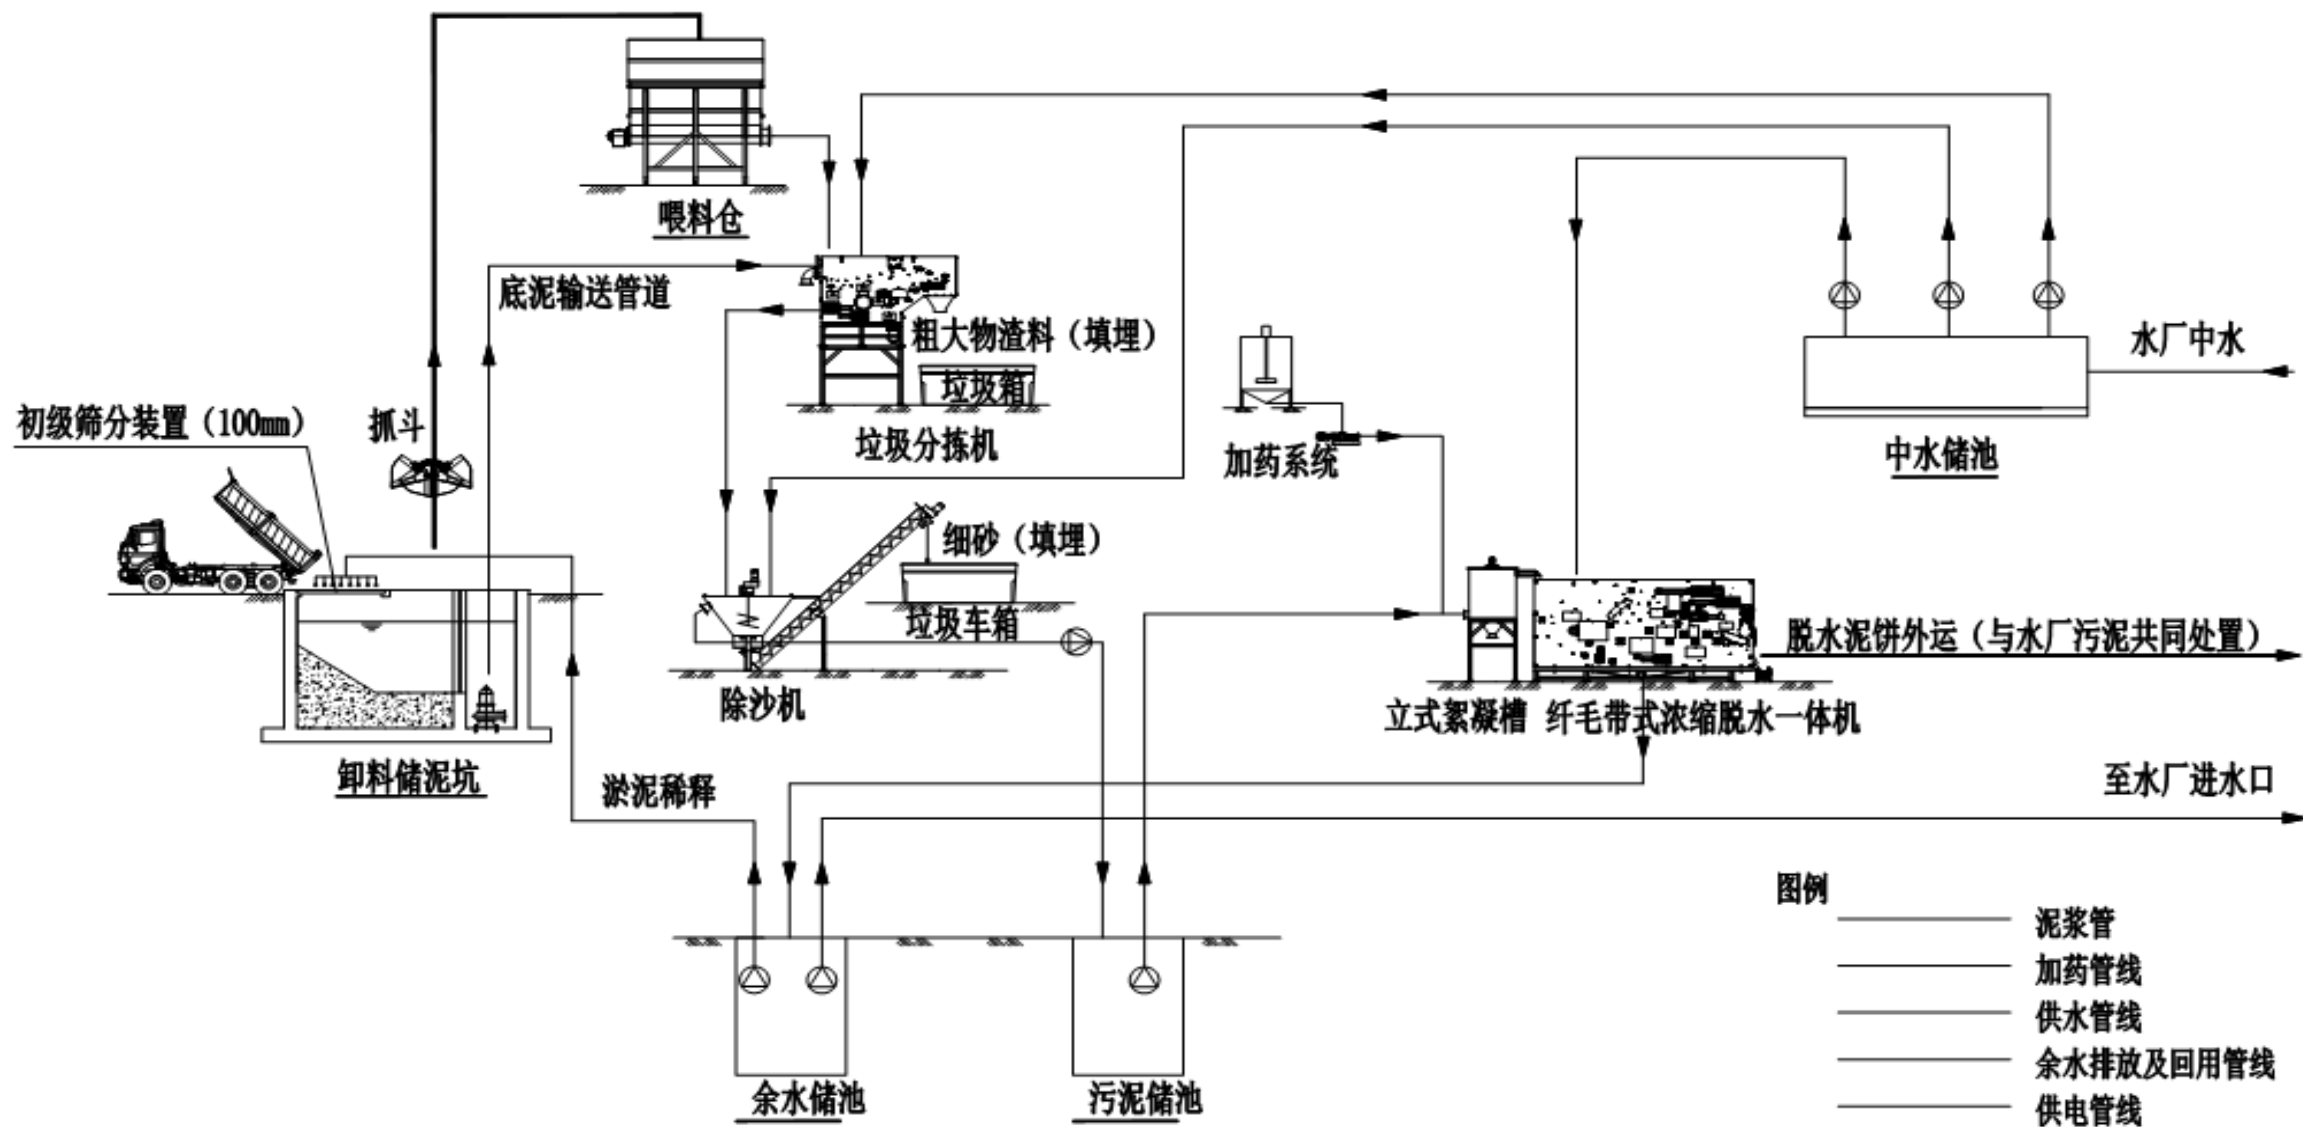 喂料仓
底泥输送管道
粗大物渣料（填埋）
垃圾箱
垃圾分拣机
水厂中水
中水储池
初级筛分装置（100mm）
抓斗
加药系统
细砂（填埋）
垃圾车箱
除沙机
脱水泥饼外运（与水厂污泥共同处置）
立式絮凝槽
纤毛带式浓缩脱水一体机
卸料储泥坑
淤泥稀释
至水厂进水口
余水储池
污泥储池
图例
泥浆管
加药管线
供水管线
余水排放及回用管线
供电管线